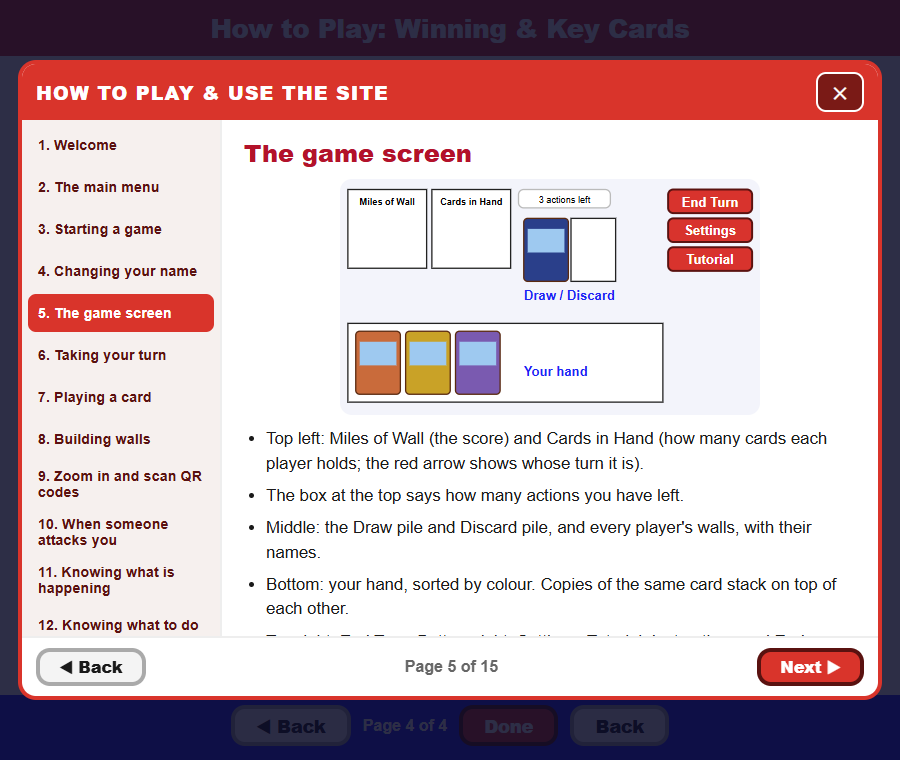 How to Play: Winning & Key Cards
HOW TO PLAY & USE THE SITE
×
1. Welcome
2. The main menu
3. Starting a game
4. Changing your name
5. The game screen
6. Taking your turn
7. Playing a card
8. Building walls
9. Zoom in and scan QR
codes
10. When someone
attacks you
11. Knowing what is
happening
12. Knowing what to do
The game screen
Miles of Wall
Cards in Hand
3 actions left
End Turn
Settings
Tutorial
Draw / Discard
Your hand
• Top left: Miles of Wall (the score) and Cards in Hand (how many cards each
player holds; the red arrow shows whose turn it is).
• The box at the top says how many actions you have left.
• Middle: the Draw pile and Discard pile, and every player's walls, with their
names.
• Bottom: your hand, sorted by colour. Copies of the same card stack on top of
each other.
◀ Back
Page 5 of 15
Next ▶
◀ Back
Page 4 of 4
Done
Back